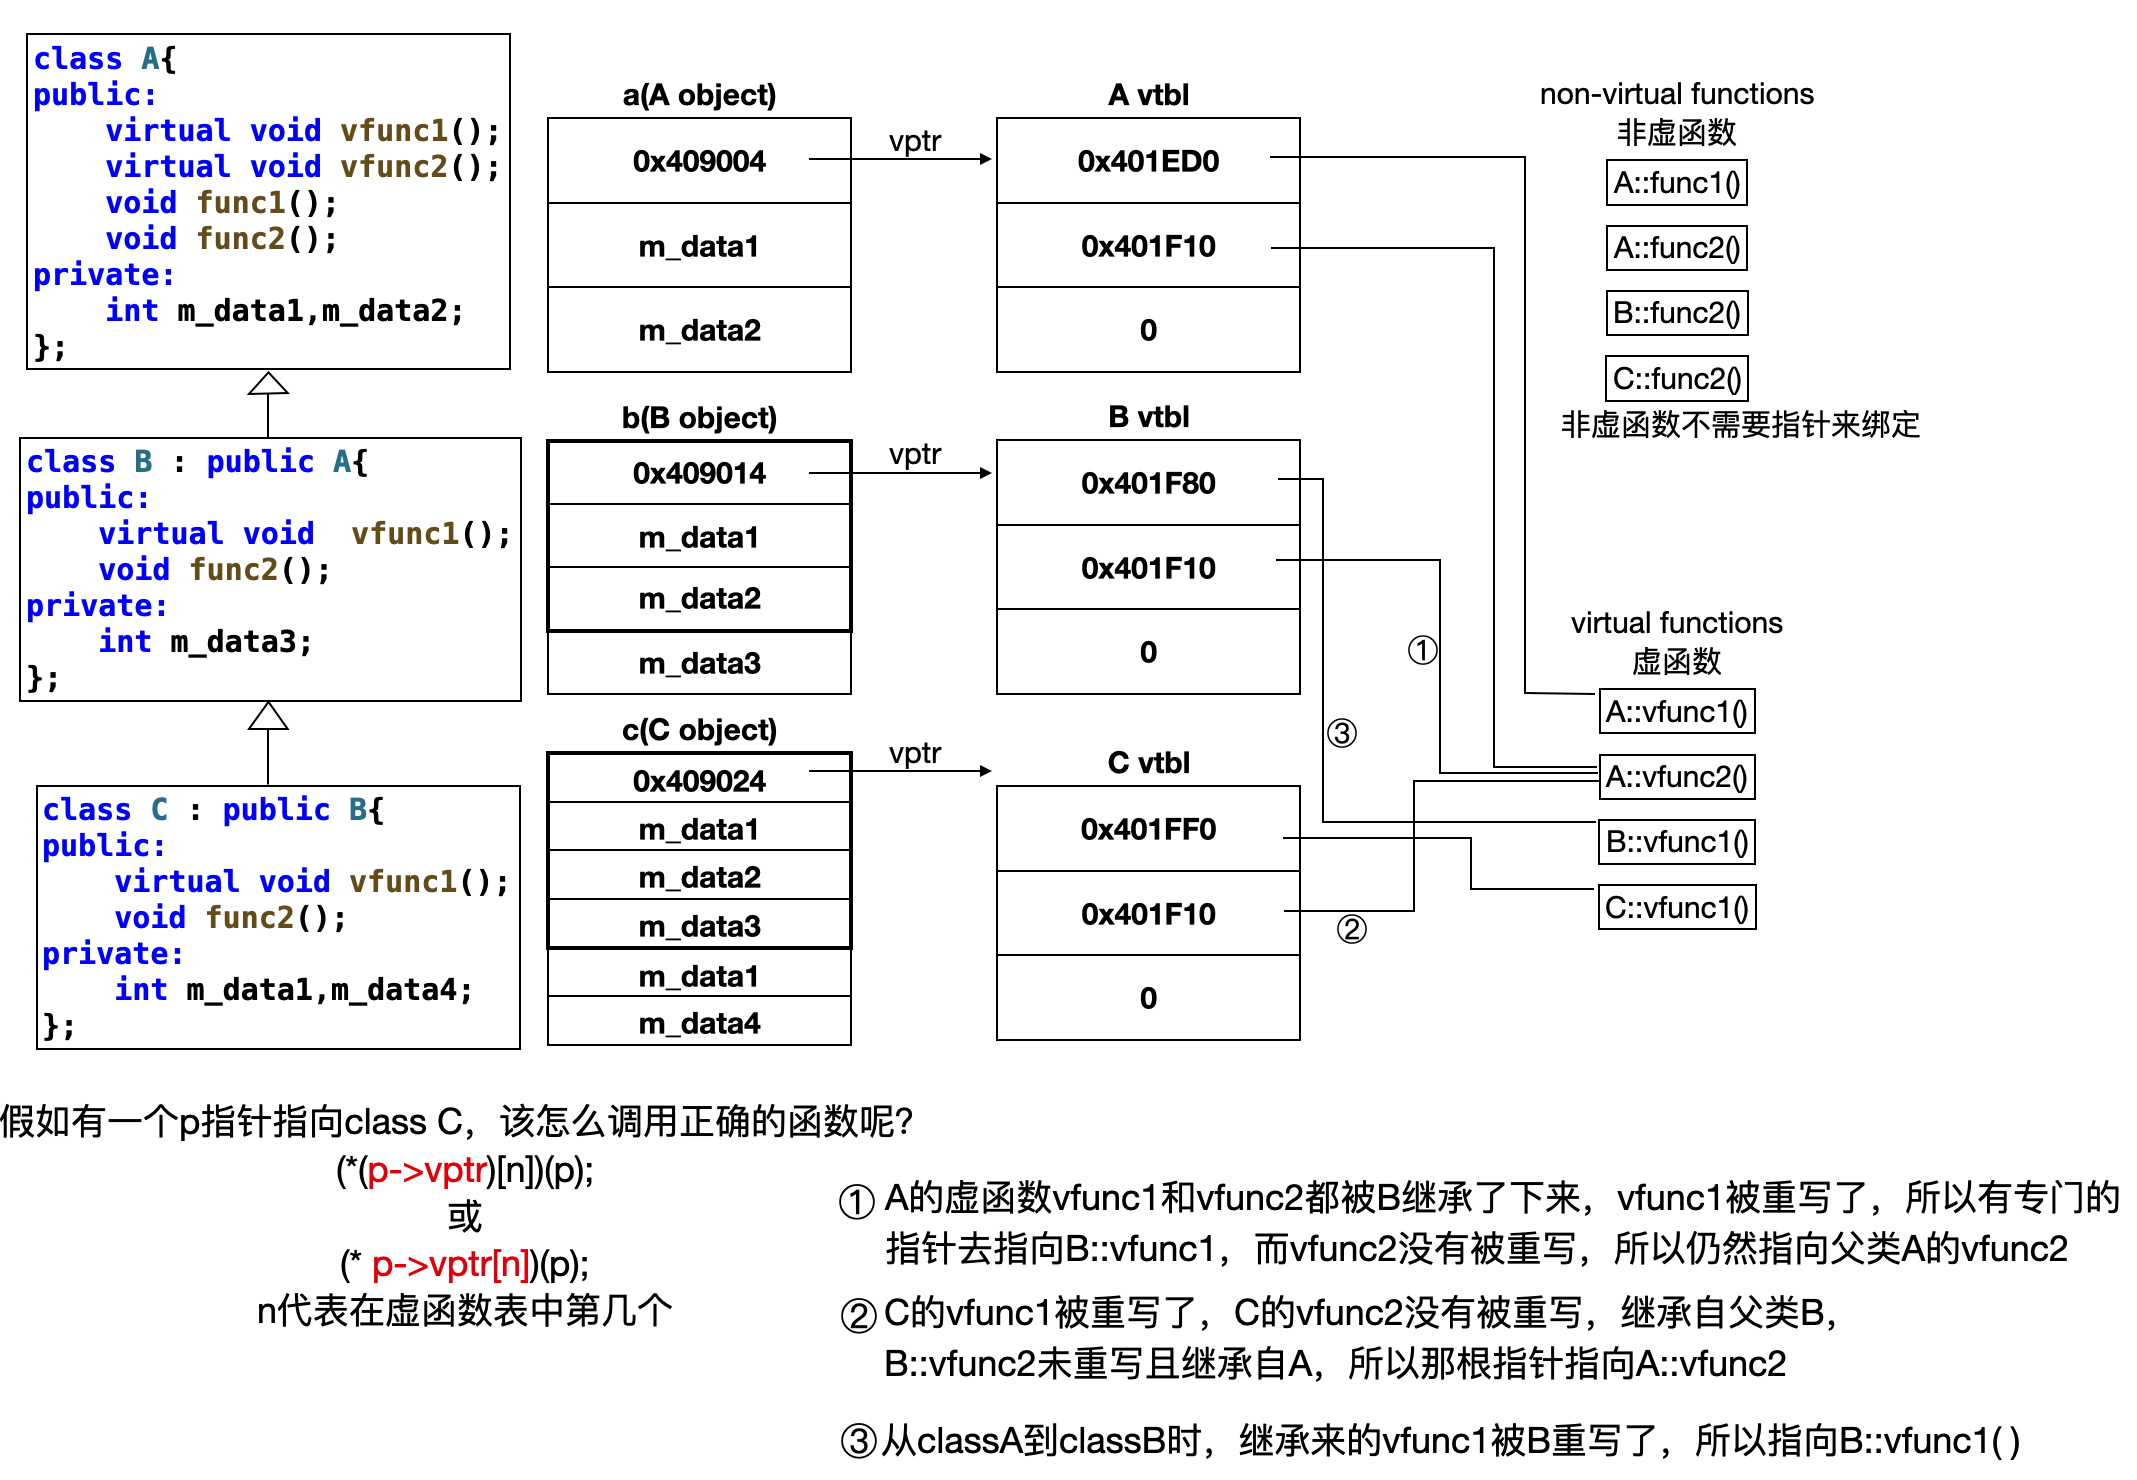 class A{
public:
    virtual void vfunc1();
    virtual void vfunc2();
    void func1();
    void func2();
private:
    int m_data1,m_data2;
};
class B : public A{
public:
    virtual void  vfunc1();
    void func2();
private:
    int m_data3;
};
class C : public B{
public:
    virtual void vfunc1();
    void func2();
private:
    int m_data1,m_data4;
};
a(A object)
0x409004
m_data1
m_data2
b(B object)
0x409014
m_data1
m_data2
m_data3
c(C object)
0x409024
m_data1
m_data2
m_data3
m_data1
m_data4
vptr
vptr
vptr
A vtbl
0x401ED0
0x401F10
0
B vtbl
0x401F80
0x401F10
0
C vtbl
0x401FF0
0x401F10
0
①
③
②
non-virtual functions
非虚函数
A::func1()
A::func2()
B::func2()
C::func2()
非虚函数不需要指针来绑定
virtual functions
虚函数
A::vfunc1()
A::vfunc2()
B::vfunc1()
C::vfunc1()
假如有一个p指针指向class C，该怎么调用正确的函数呢？
(*(p->vptr)[n])(p);
或
(* p->vptr[n])(p);
n代表在虚函数表中第几个
① A的虚函数vfunc1和vfunc2都被B继承了下来，vfunc1被重写了，所以有专门的
指针去指向B::vfunc1，而vfunc2没有被重写，所以仍然指向父类A的vfunc2
② C的vfunc1被重写了，C的vfunc2没有被重写，继承自父类B，
B::vfunc2未重写且继承自A，所以那根指针指向A::vfunc2
③从classA到classB时，继承来的vfunc1被B重写了，所以指向B::vfunc1( )